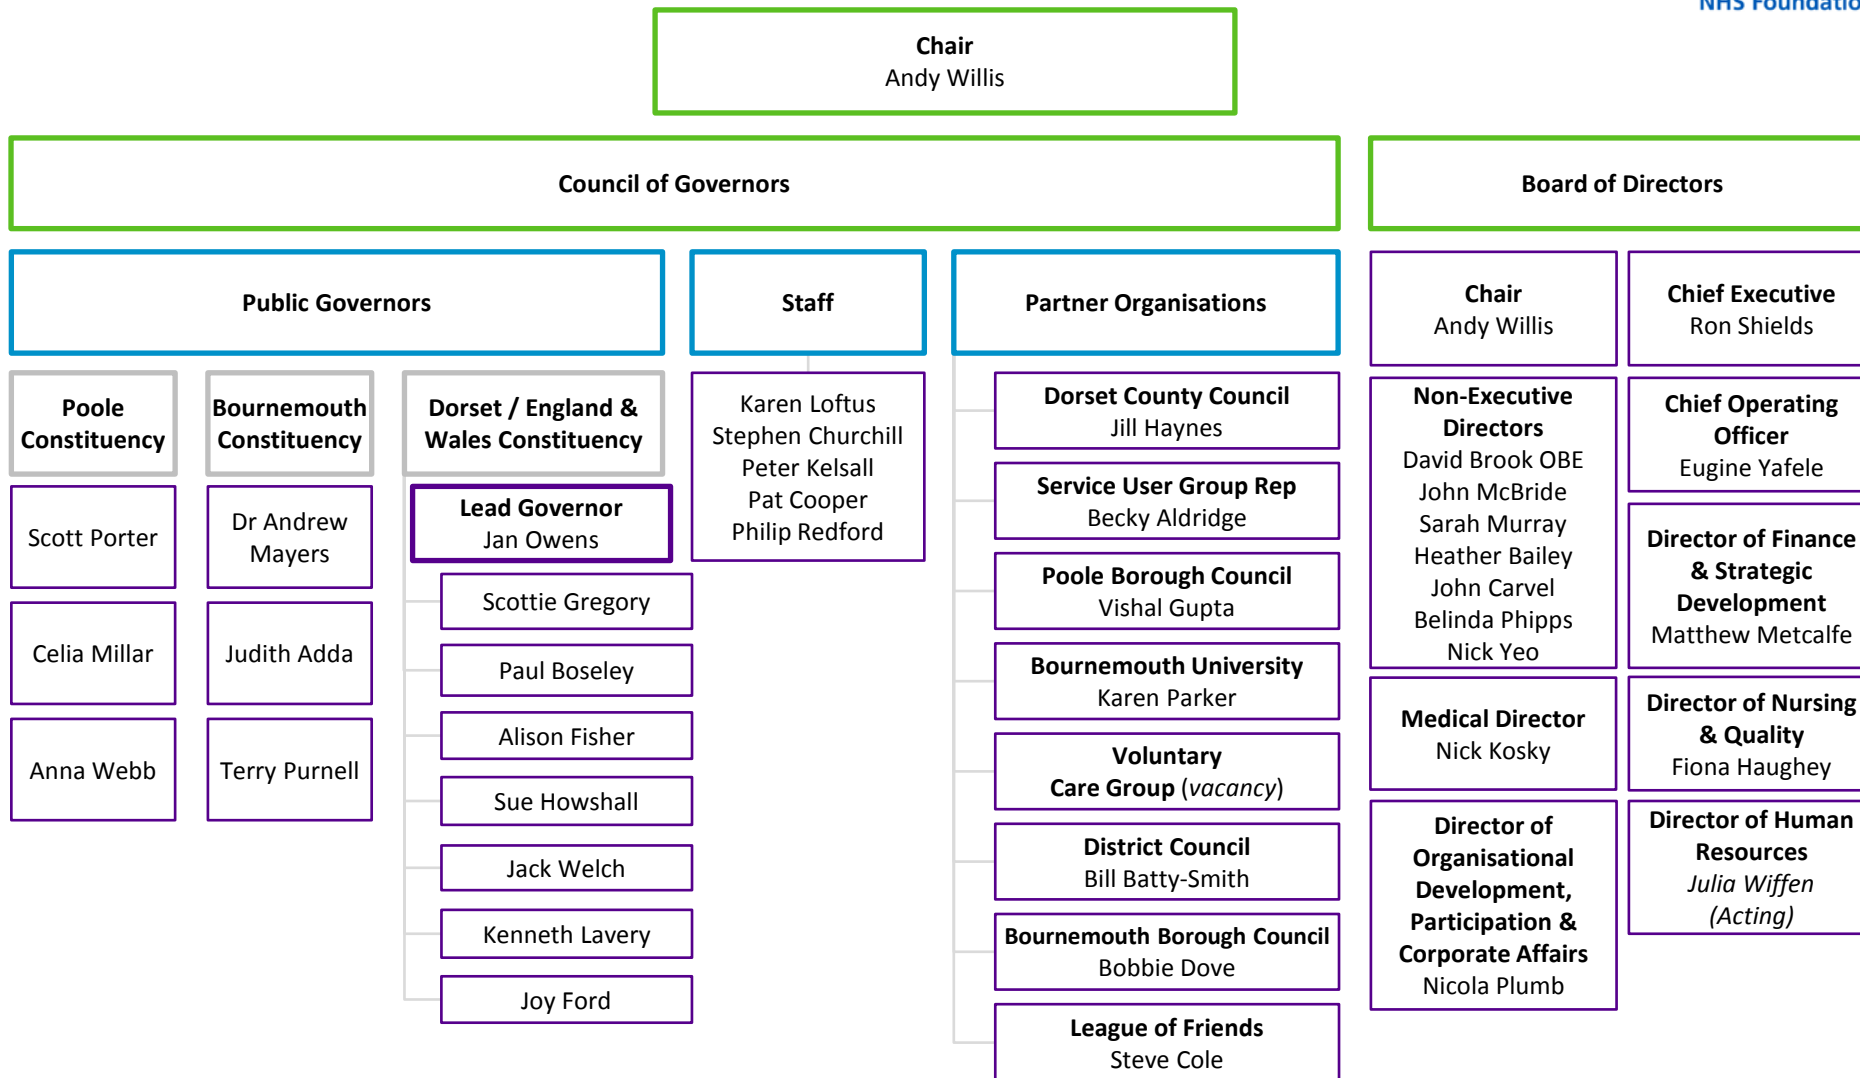 NHS Foundatio
Chair
Andy Willis
Council of Governors
Board of Directors
Public Governors
Staff
Partner Organisations
Chair
Andy Willis
Chief Executive
Ron Shields
Poole
Constituency
Scott Porter
Celia Millar
Anna Webb
Bournemouth
Constituency
Dr Andrew
Mayers
Judith Adda
Terry Purnell
Dorset / England &
Wales Constituency
Lead Governor
Jan Owens
Scottie Gregory
Paul Boseley
Alison Fisher
Sue Howshall
Jack Welch
Kenneth Lavery
Joy Ford
Karen Loftus
Stephen Churchill
Peter Kelsall
Pat Cooper
Philip Redford
Dorset County Council
Jill Haynes
Service User Group Rep
Becky Aldridge
Poole Borough Council
Vishal Gupta
Bournemouth University
Karen Parker
Voluntary
Care Group (vacancy)
District Council
Bill Batty-Smith
Bournemouth Borough Council
Bobbie Dove
League of Friends
Steve Cole
Non-Executive
Directors
David Brook OBE
John McBride
Sarah Murray
Heather Bailey
John Carvel
Belinda Phipps
Nick Yeo
Medical Director
Nick Kosky
Director of
Organisational
Development,
Participation &
Corporate Affairs
Nicola Plumb
Chief Operating
Officer
Eugine Yafele
Director of Finance
& Strategic
Development
Matthew Metcalfe
Director of Nursing
& Quality
Fiona Haughey
Director of Human
Resources
Julia Wiffen
(Acting)